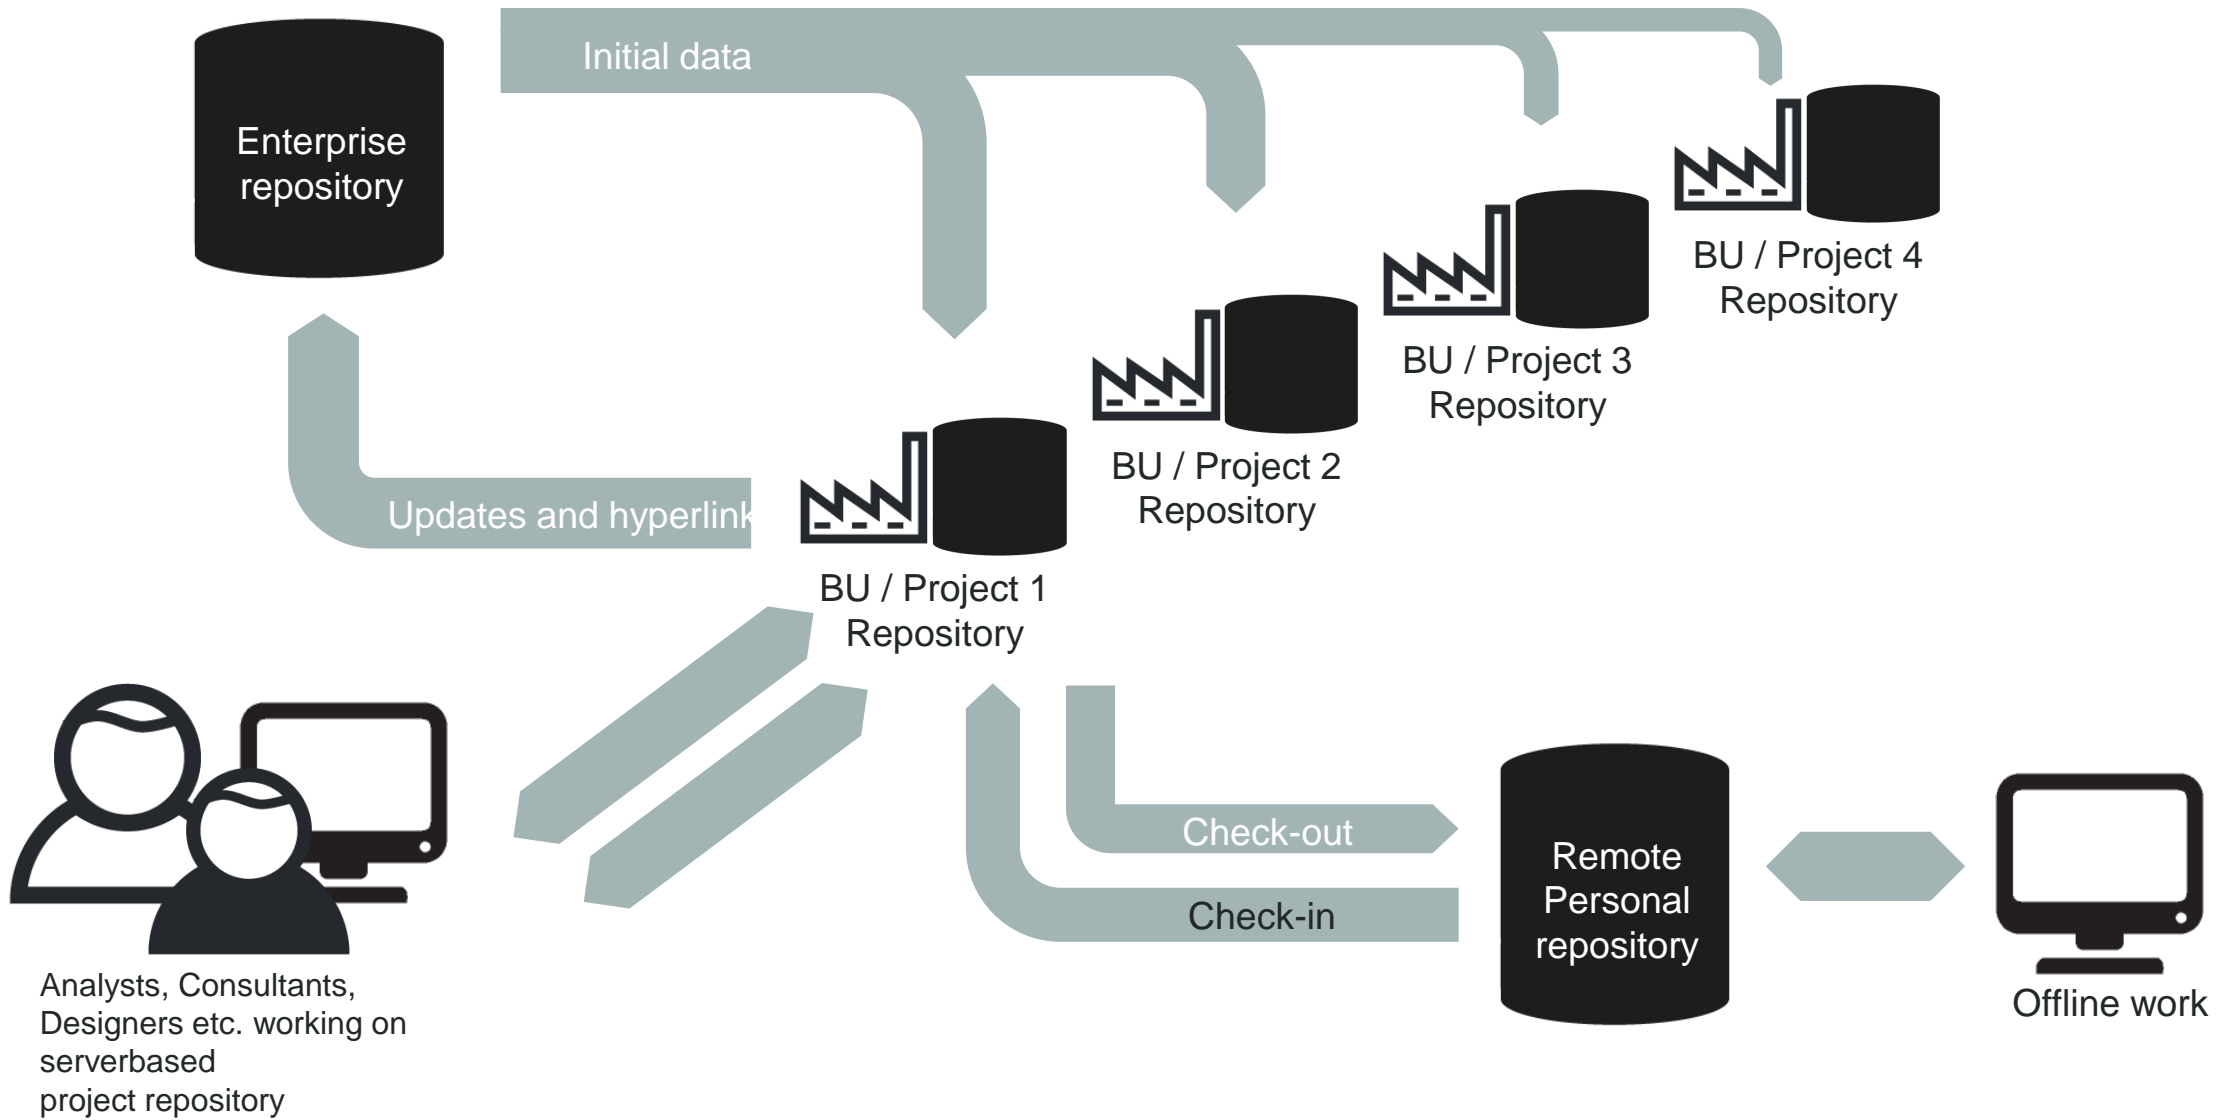 Initial data
Enterprise
repository
BU / Project 4
Repository
BU / Project 3
Repository
BU / Project 2
Repository
Updates and hyperlink
BU / Project 1
Repository
Check-out
Check-in
Remote
Personal
repository
Offline work
Analysts, Consultants,
Designers etc. working on
serverbased
project repository